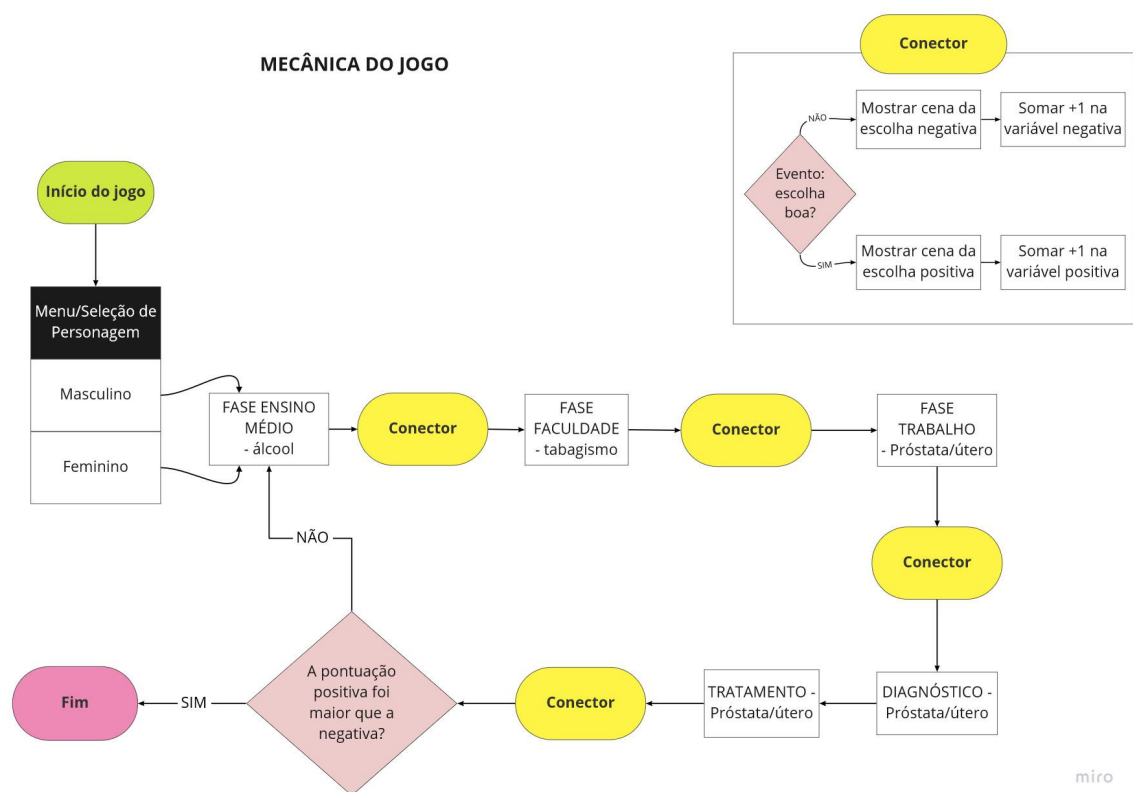 MECÂNICA DO JOGO
Conector
NÃO
Mostrar cena da
escolha negativa
Somar +1 na
variável negativa
Evento:
escolha
boa?
SIM
Mostrar cena da
escolha positiva
Somar +1 na
variável positiva
Início do jogo
Menu/Seleção de
Personagem
Masculino
Feminino
FASE ENSINO
MÉDIO
- álcool
Conector
FASE
FACULDADE
- tabagismo
Conector
FASE
TRABALHO
- Próstata/útero
Conector
DIAGNÓSTICO -
Próstata/útero
TRATAMENTO -
Próstata/útero
Conector
A pontuação
positiva foi
maior que a
negativa?
NÃO
SIM
Fim
miro